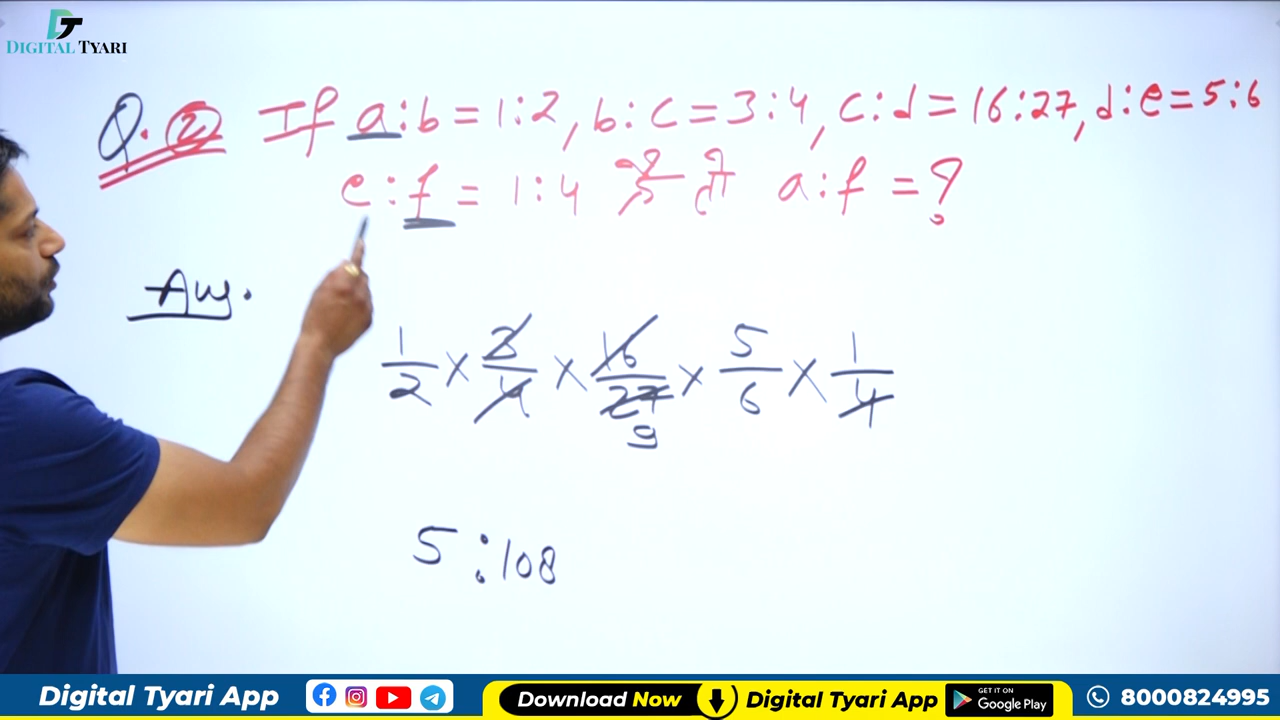 DT
DIGITAL TYARI
Q. 2 If a:b = 1:2, b:c = 3:4, c:d = 16:27, d:e = 5:6
e:f = 1:4 a:f = ?
Ans.
1/2 × 3/4 × 16/27 × 5/6 × 1/4
9
5:108
Digital Tyari App
Download Now
Digital Tyari App
GET IT ON
Google Play
8000824995